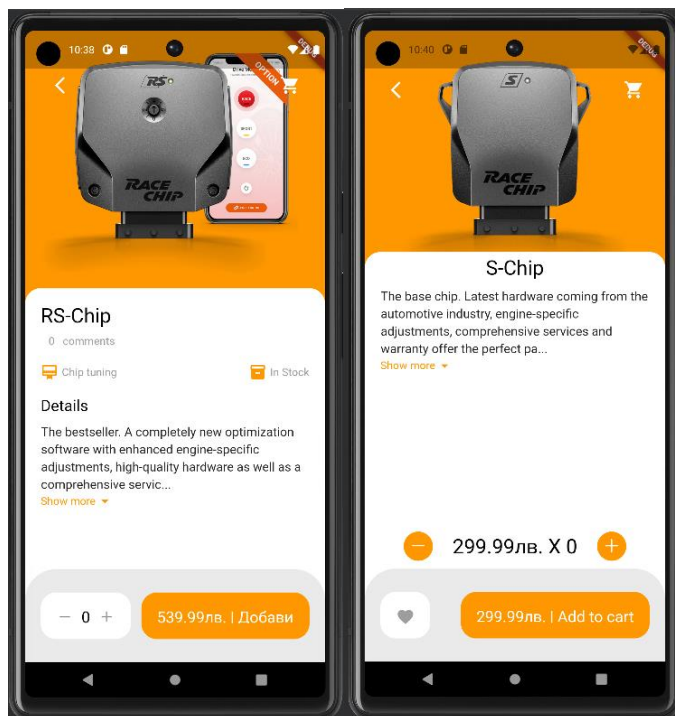 10:38
DEBUG
OPTION
RS
RACE
CHIP
RS-Chip
0 comments
Chip tuning
In Stock
Details
The bestseller. A completely new optimization
software with enhanced engine-specific
adjustments, high-quality hardware as well as a
comprehensive servic...
Show more
− 0 +
539.99лв. | Добави
10:40
DEBUG
S
RACE
CHIP
S-Chip
The base chip. Latest hardware coming from the
automotive industry, engine-specific
adjustments, comprehensive services and
warranty offer the perfect pa...
Show more
− 299.99лв. X 0 +
299.99лв. | Add to cart